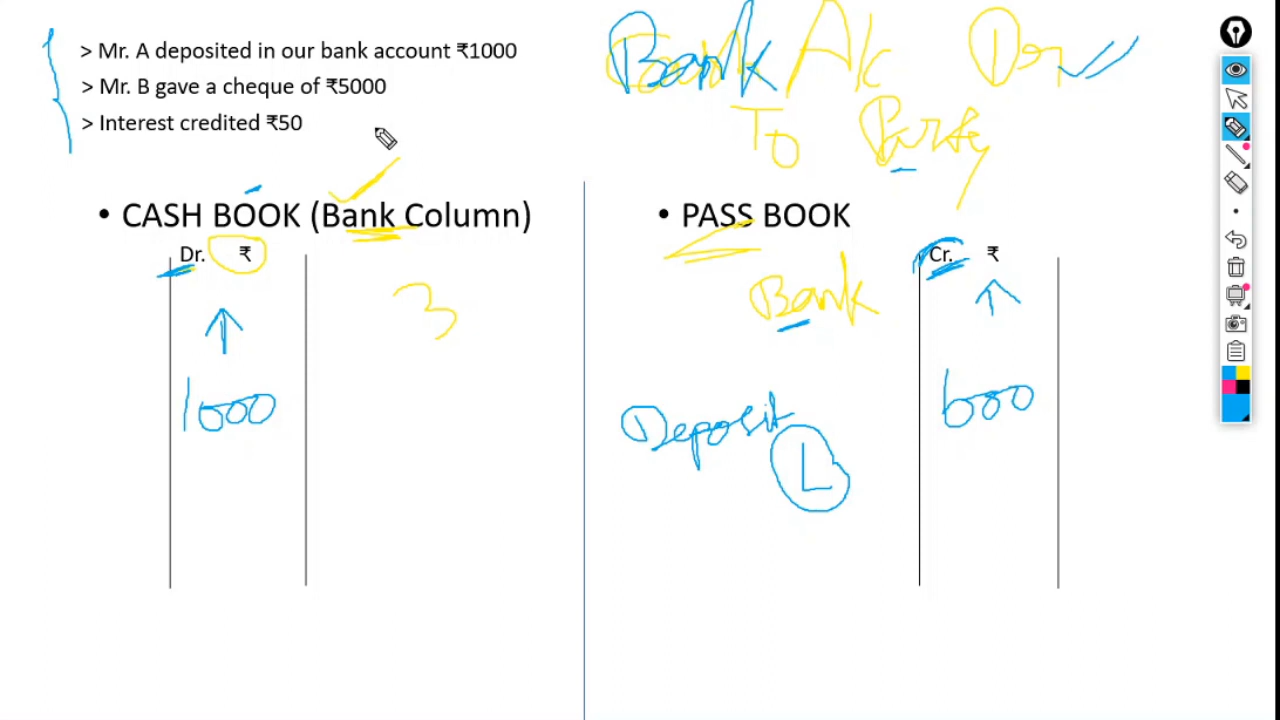 > Mr. A deposited in our bank account ₹1000
> Mr. B gave a cheque of ₹5000
> Interest credited ₹50
Bank A/c Dr
To Party
• CASH BOOK (Bank Column)
Dr. ₹
3
1000
• PASS BOOK
Cr. ₹
Bank
1000
Deposit
L